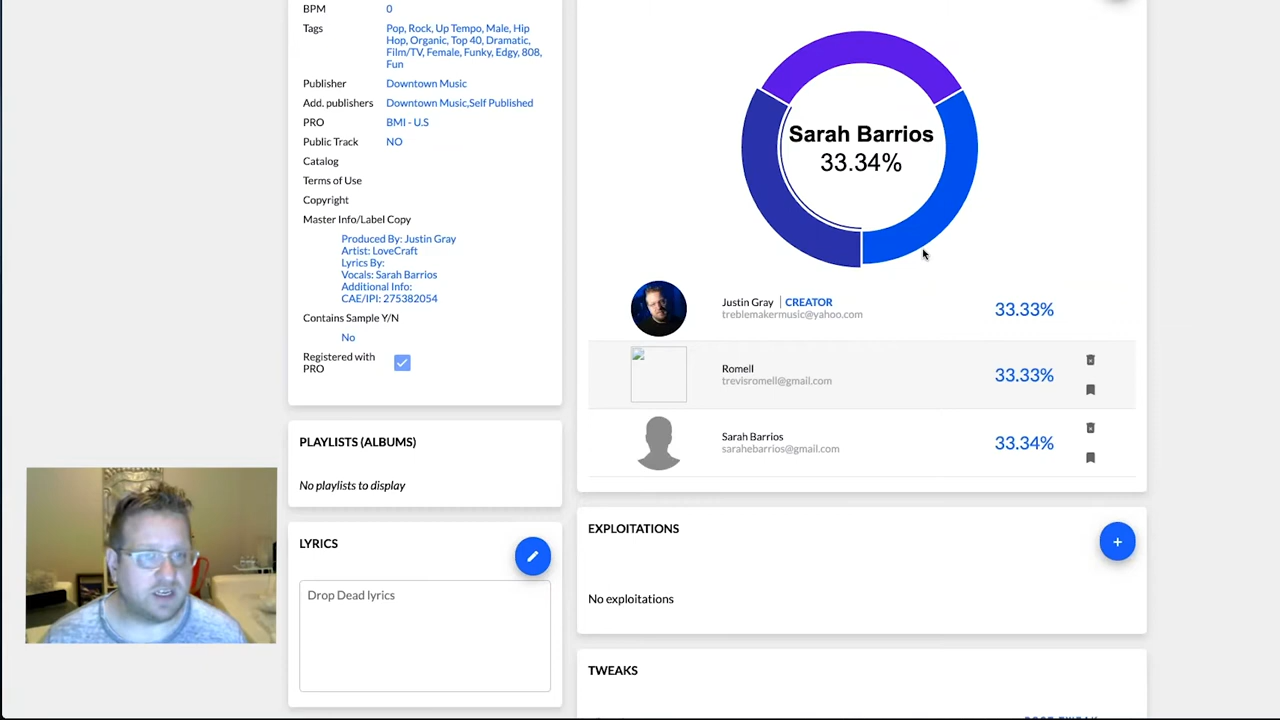 BPM 0
Tags Pop, Rock, Up Tempo, Male, Hip
Hop, Organic, Top 40, Dramatic,
Film/TV, Female, Funky, Edgy, 808,
Fun
Publisher Downtown Music
Add. publishers Downtown Music,Self Published
PRO BMI - U.S
Public Track NO
Catalog
Terms of Use
Copyright
Master Info/Label Copy
Produced By: Justin Gray
Artist: LoveCraft
Lyrics By:
Vocals: Sarah Barrios
Additional Info:
CAE/IPI: 275382054
Contains Sample Y/N
No
Registered with
PRO
PLAYLISTS (ALBUMS)
No playlists to display
LYRICS
Drop Dead lyrics
Sarah Barrios
33.34%
Justin Gray | CREATOR
treblemakermusic@yahoo.com
33.33%
Romell
trevisromell@gmail.com
33.33%
Sarah Barrios
sarahebarrios@gmail.com
33.34%
EXPLOITATIONS
+
No exploitations
TWEAKS